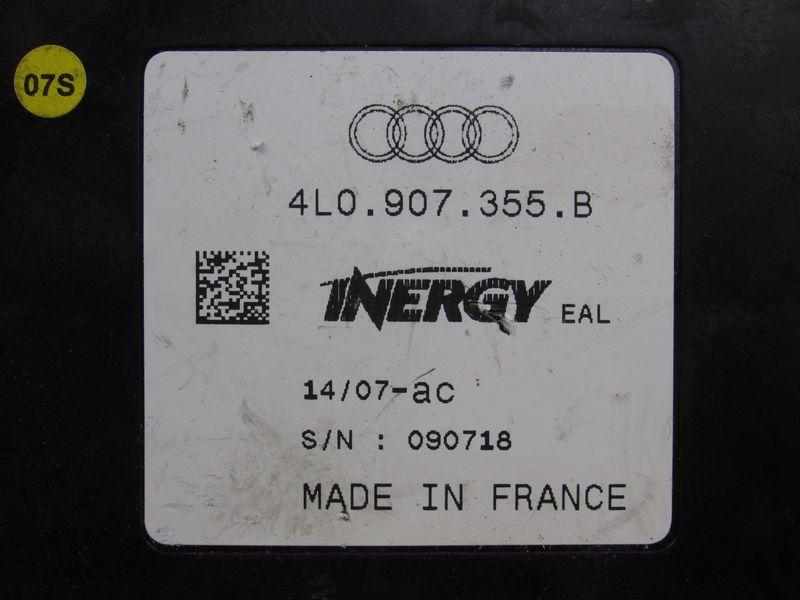 07S
4L0.907.355.B
INERGY EAL
14/07-ac
S/N : 090718
MADE IN FRANCE